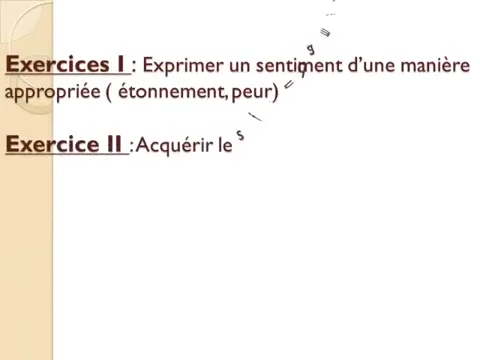 Exercices I : Exprimer un sentiment d’une manière
appropriée ( étonnement, peur)
Exercice II : Acquérir le